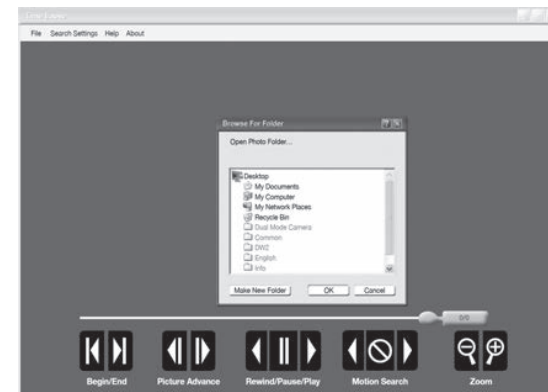 File Search Settings Help About
Browse For Folder
Open Photo Folder...
Desktop
My Documents
My Computer
My Network Places
Recycle Bin
Dual Mode Camera
Common
DW2
English
Info
Make New Folder OK Cancel
0/0
Begin/End Picture Advance Rewind/Pause/Play Motion Search Zoom